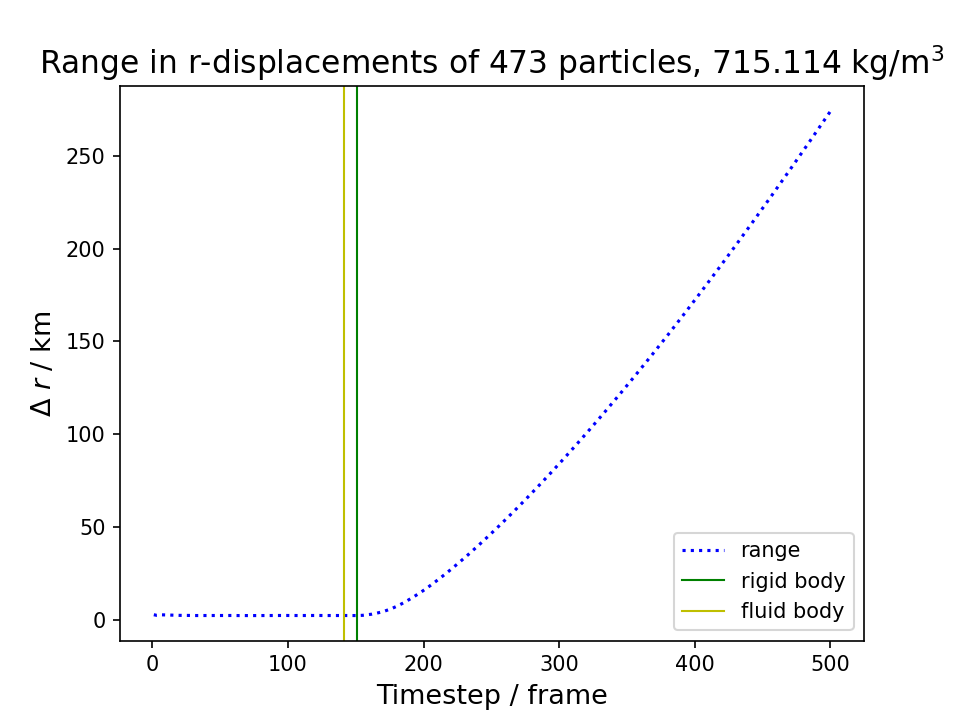 Range in r-displacements of 473 particles, 715.114 kg/m³
250
200
150
100
50
0
Δ r / km
range
rigid body
fluid body
0 100 200 300 400 500
Timestep / frame